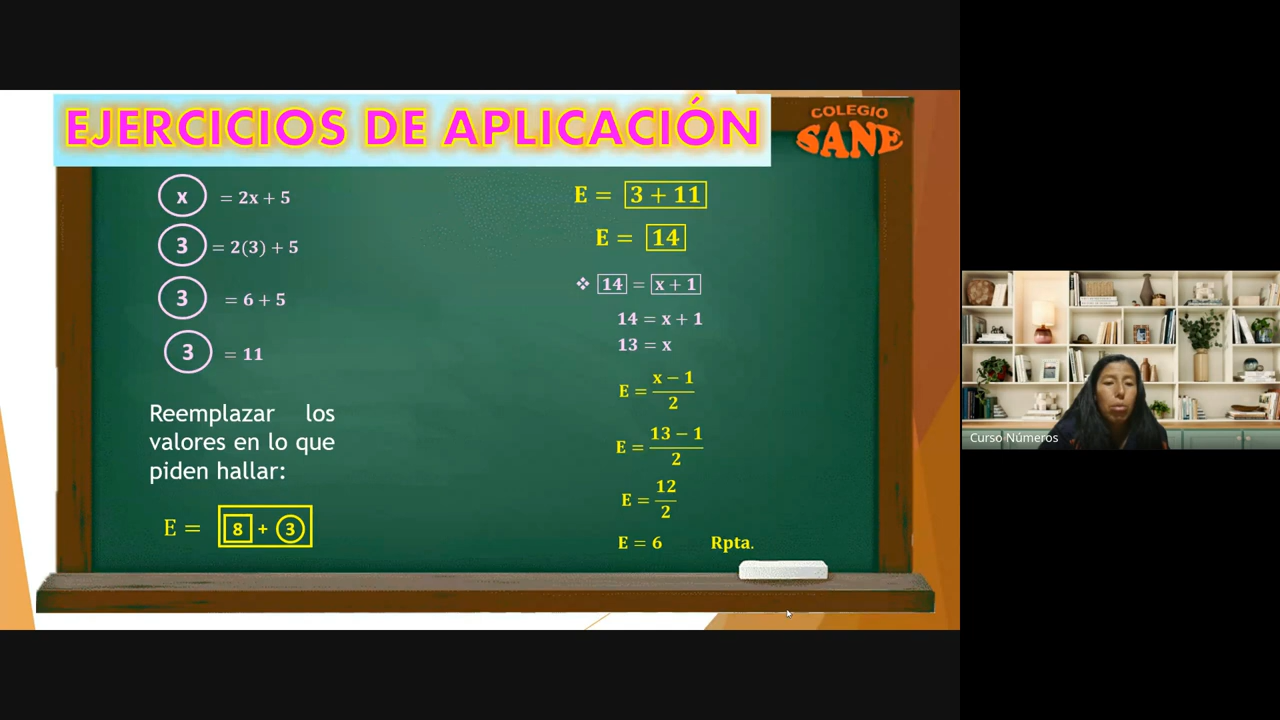 EJERCICIOS DE APLICACIÓN
COLEGIO
SANE
x = 2x + 5
3 = 2(3) + 5
3 = 6 + 5
3 = 11
Reemplazar los
valores en lo que
piden hallar:
E = 8 + 3
E = 3 + 11
E = 14
❖ 14 = x + 1
14 = x + 1
13 = x
E = x − 1 / 2
E = 13 − 1 / 2
E = 12 / 2
E = 6 Rpta.
Curso Números